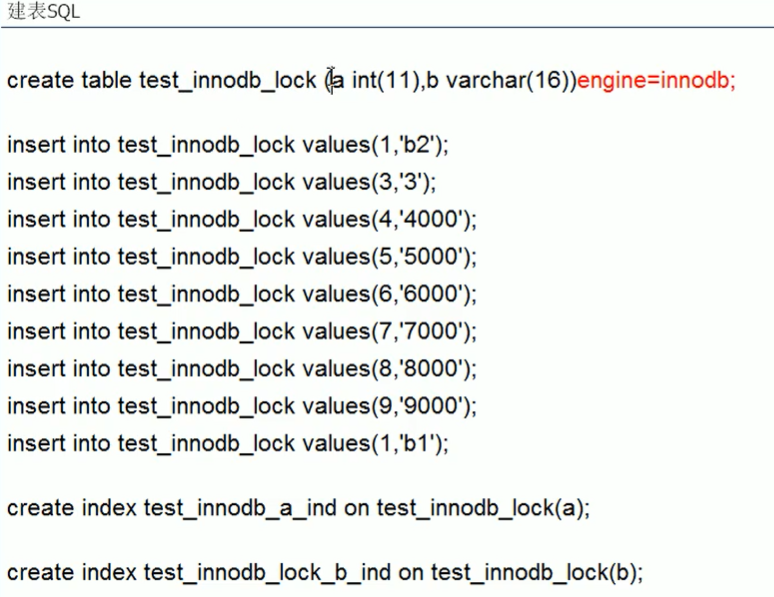 建表SQL
create table test_innodb_lock (a int(11),b varchar(16))engine=innodb;
insert into test_innodb_lock values(1,'b2');
insert into test_innodb_lock values(3,'3');
insert into test_innodb_lock values(4,'4000');
insert into test_innodb_lock values(5,'5000');
insert into test_innodb_lock values(6,'6000');
insert into test_innodb_lock values(7,'7000');
insert into test_innodb_lock values(8,'8000');
insert into test_innodb_lock values(9,'9000');
insert into test_innodb_lock values(1,'b1');
create index test_innodb_a_ind on test_innodb_lock(a);
create index test_innodb_lock_b_ind on test_innodb_lock(b);